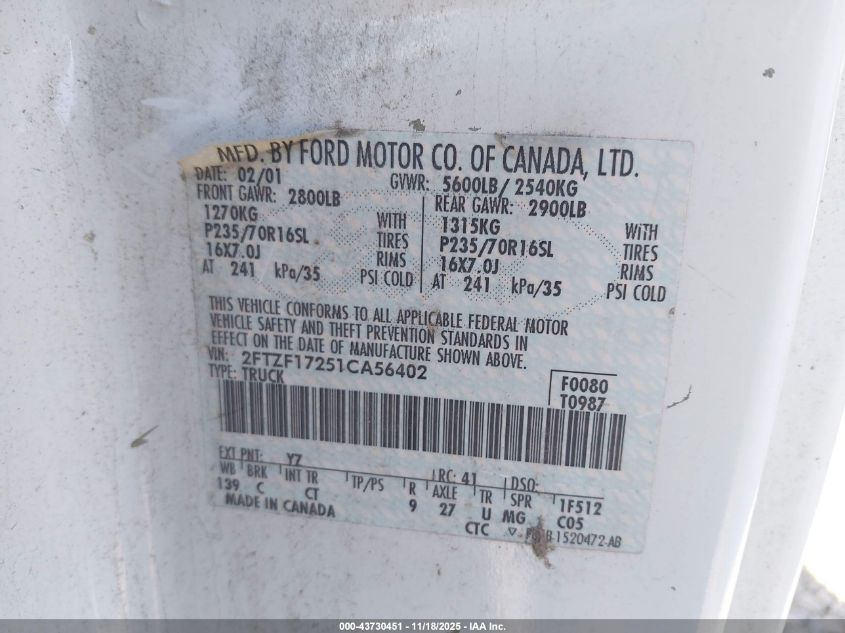 MFD. BY FORD MOTOR CO. OF CANADA, LTD.
DATE: 02/01 GVWR: 5600LB/ 2540KG
FRONT GAWR: 2800LB REAR GAWR: 2900LB
1270KG WITH 1315KG WITH
P235/70R16SL TIRES P235/70R16SL TIRES
16X7.0J RIMS 16X7.0J RIMS
AT 241 kPa/35 PSI COLD AT 241 kPa/35 PSI COLD
THIS VEHICLE CONFORMS TO ALL APPLICABLE FEDERAL MOTOR
VEHICLE SAFETY AND THEFT PREVENTION STANDARDS IN
EFFECT ON THE DATE OF MANUFACTURE SHOWN ABOVE.
VIN: 2FTZF17251CA56402
TYPE: TRUCK F0080
T0987
EXT PNT: YZ RC: 41 DSO:
WB BRK INT TR TP/PS R AXLE TR SPR 1F512
139 C CT 9 27 U MG C05
MADE IN CANADA CTC 1520472-AB
000-43730451 - 11/18/2025 - IAA Inc.